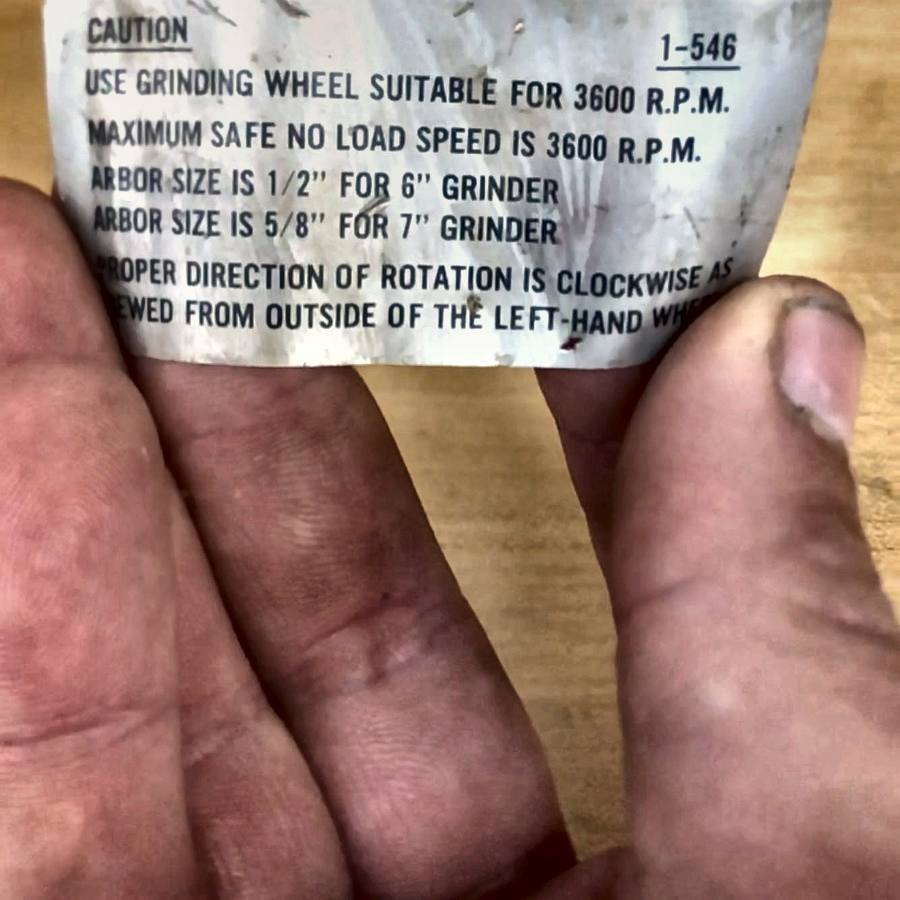 CAUTION
1-546
USE GRINDING WHEEL SUITABLE FOR 3600 R.P.M.
MAXIMUM SAFE NO LOAD SPEED IS 3600 R.P.M.
ARBOR SIZE IS 1/2" FOR 6" GRINDER
ARBOR SIZE IS 5/8" FOR 7" GRINDER
PROPER DIRECTION OF ROTATION IS CLOCKWISE AS
EWED FROM OUTSIDE OF THE LEFT-HAND WHE